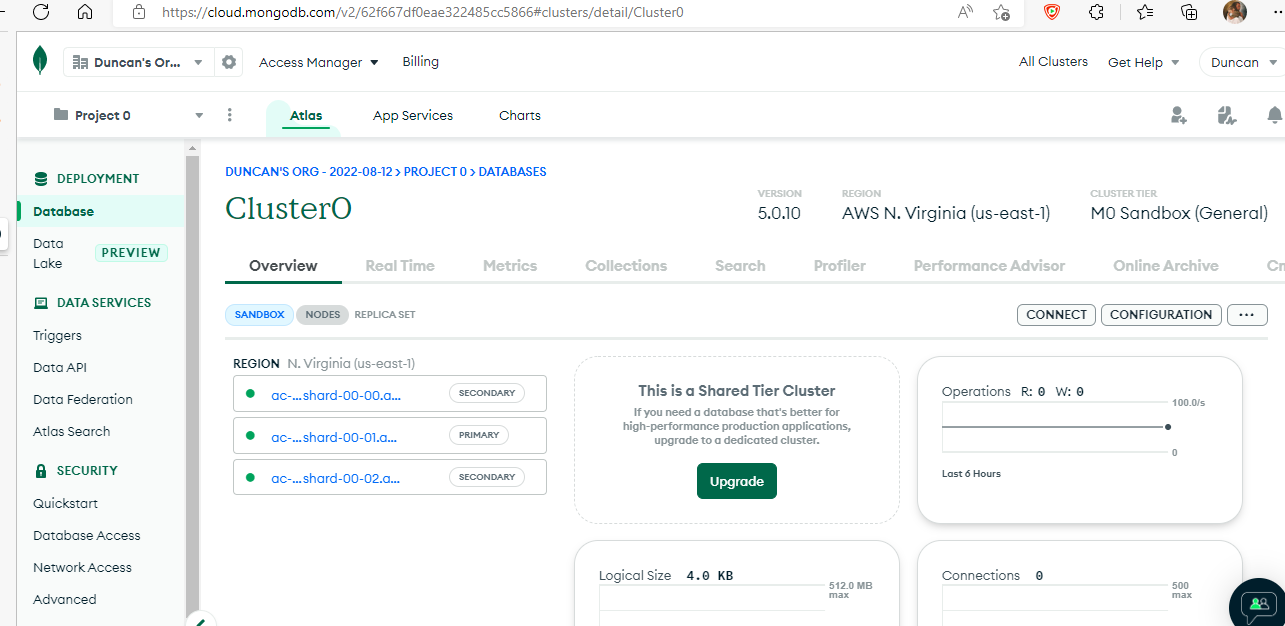 https://cloud.mongodb.com/v2/62f667df0eae322485cc5866#clusters/detail/Cluster0
Duncan's Or...
Access Manager
Billing
All Clusters
Get Help
Duncan
Project 0
Atlas
App Services
Charts
DEPLOYMENT
Database
Data Lake
PREVIEW
DATA SERVICES
Triggers
Data API
Data Federation
Atlas Search
SECURITY
Quickstart
Database Access
Network Access
Advanced
DUNCAN'S ORG - 2022-08-12 > PROJECT 0 > DATABASES
Cluster0
VERSION
5.0.10
REGION
AWS N. Virginia (us-east-1)
CLUSTER TIER
M0 Sandbox (General)
Overview
Real Time
Metrics
Collections
Search
Profiler
Performance Advisor
Online Archive
SANDBOX
NODES
REPLICA SET
CONNECT
CONFIGURATION
...
REGION N. Virginia (us-east-1)
ac-...shard-00-00.a... SECONDARY
ac-...shard-00-01.a... PRIMARY
ac-...shard-00-02.a... SECONDARY
This is a Shared Tier Cluster
If you need a database that's better for
high-performance production applications,
upgrade to a dedicated cluster.
Upgrade
Operations R: 0 W: 0
100.0/s
0
Last 6 Hours
Logical Size 4.0 KB
512.0 MB
max
Connections 0
500
max